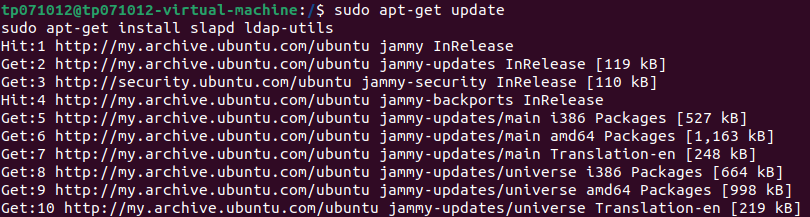 tp071012@tp071012-virtual-machine:/$ sudo apt-get update
sudo apt-get install slapd ldap-utils
Hit:1 http://my.archive.ubuntu.com/ubuntu jammy InRelease
Get:2 http://my.archive.ubuntu.com/ubuntu jammy-updates InRelease [119 kB]
Get:3 http://security.ubuntu.com/ubuntu jammy-security InRelease [110 kB]
Hit:4 http://my.archive.ubuntu.com/ubuntu jammy-backports InRelease
Get:5 http://my.archive.ubuntu.com/ubuntu jammy-updates/main i386 Packages [527 kB]
Get:6 http://my.archive.ubuntu.com/ubuntu jammy-updates/main amd64 Packages [1,163 kB]
Get:7 http://my.archive.ubuntu.com/ubuntu jammy-updates/main Translation-en [248 kB]
Get:8 http://my.archive.ubuntu.com/ubuntu jammy-updates/universe i386 Packages [664 kB]
Get:9 http://my.archive.ubuntu.com/ubuntu jammy-updates/universe amd64 Packages [998 kB]
Get:10 http://my.archive.ubuntu.com/ubuntu jammy-updates/universe Translation-en [219 kB]